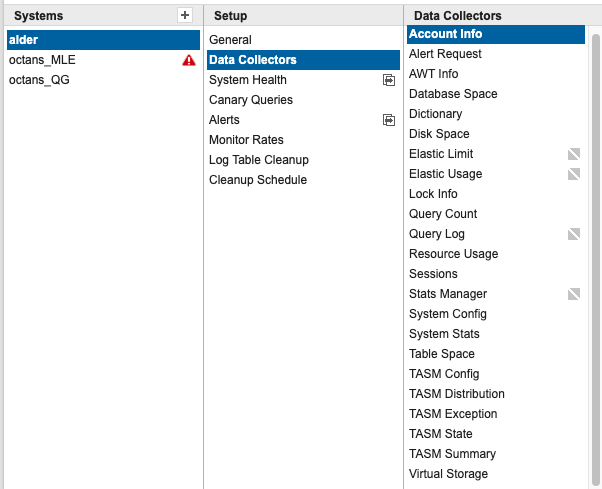 Systems
alder
octans_MLE
octans_QG
Setup
General
Data Collectors
System Health
Canary Queries
Alerts
Monitor Rates
Log Table Cleanup
Cleanup Schedule
Data Collectors
Account Info
Alert Request
AWT Info
Database Space
Dictionary
Disk Space
Elastic Limit
Elastic Usage
Lock Info
Query Count
Query Log
Resource Usage
Sessions
Stats Manager
System Config
System Stats
Table Space
TASM Config
TASM Distribution
TASM Exception
TASM State
TASM Summary
Virtual Storage